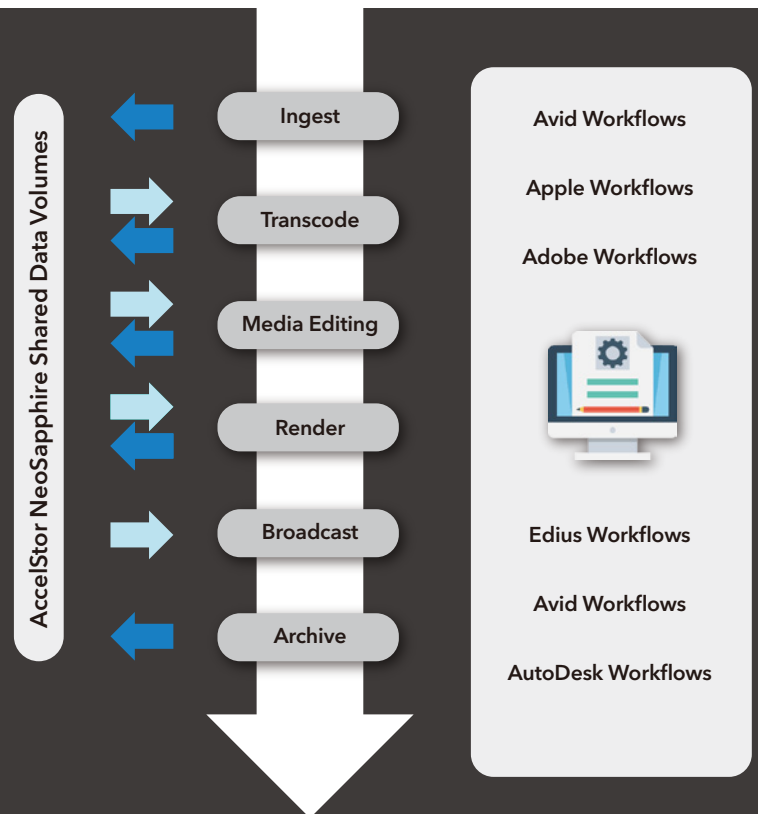 AccelStor NeoSapphire Shared Data Volumes
Ingest
Transcode
Media Editing
Render
Broadcast
Archive
Avid Workflows
Apple Workflows
Adobe Workflows
Edius Workflows
Avid Workflows
AutoDesk Workflows